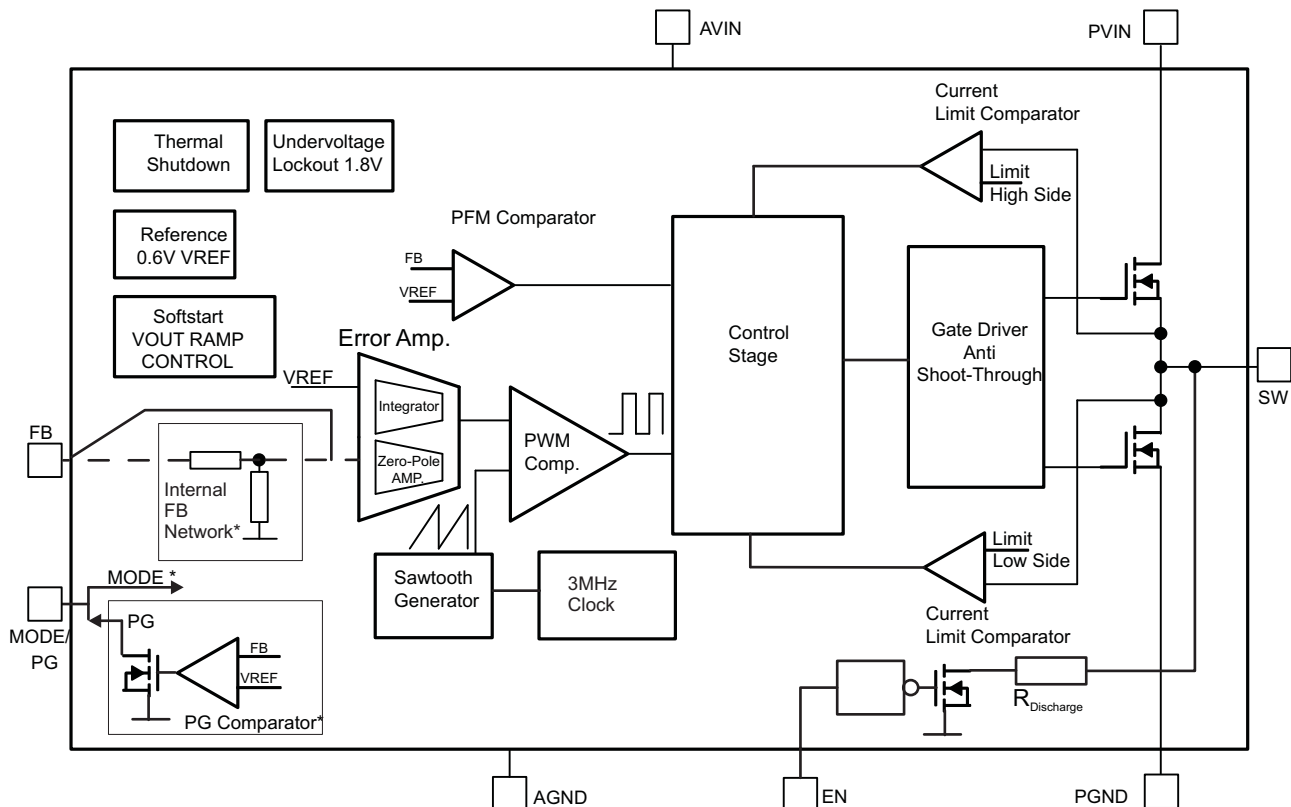 AVIN
PVIN
Current
Limit Comparator
Thermal
Shutdown
Undervoltage
Lockout 1.8V
Limit
High Side
PFM Comparator
Reference
0.6V VREF
FB
VREF
Softstart
VOUT RAMP
CONTROL
Error Amp.
Control
Stage
Gate Driver
Anti
Shoot-Through
VREF
Integrator
SW
FB
PWM
Comp.
Zero-Pole
AMP.
Internal
FB
Network*
Limit
Low Side
MODE *
Sawtooth
Generator
3MHz
Clock
Current
Limit Comparator
PG
MODE/
PG
FB
VREF
PG Comparator*
RDischarge
AGND
EN
PGND